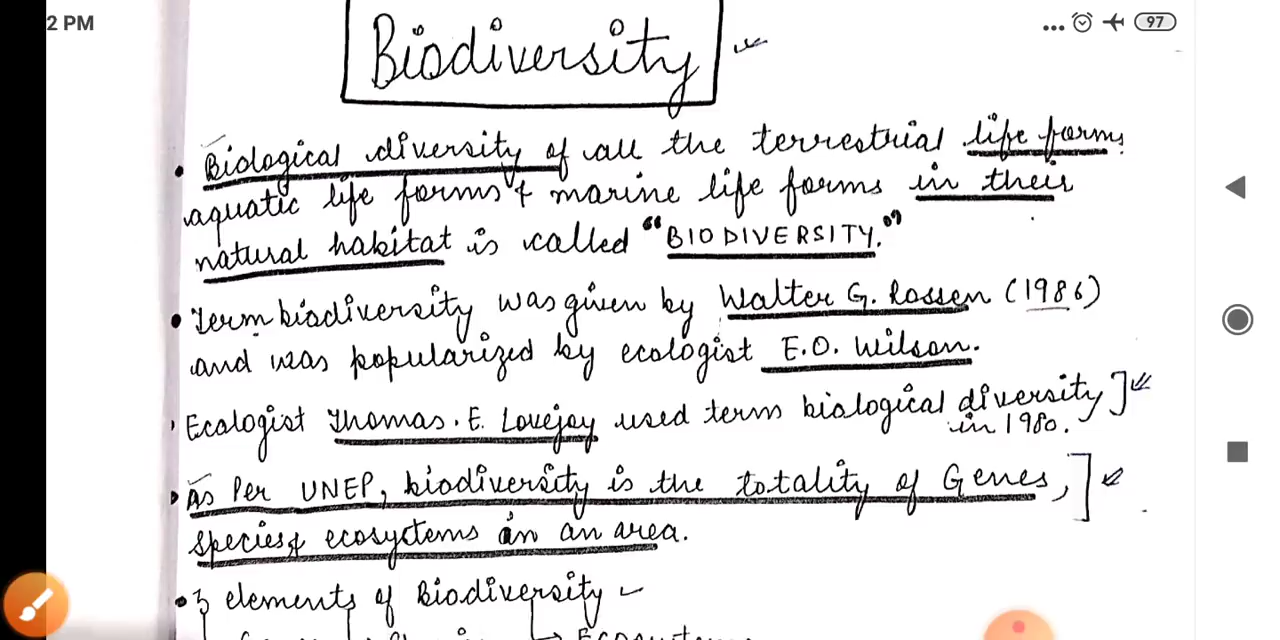 2 PM
97
Biodiversity
Biological diversity of all the terrestrial life forms
aquatic life forms & marine life forms in their
natural habitat is called "BIODIVERSITY."
Term biodiversity was given by Walter G. Rossen (1986)
and was popularized by ecologist E.O. Wilson.
Ecologist Thomas. E. Lovejoy used term biological diversity
in 1980.
As Per UNEP, biodiversity is the totality of Genes,
species & ecosystems in an area.
3 elements of Biodiversity
Ecosystems